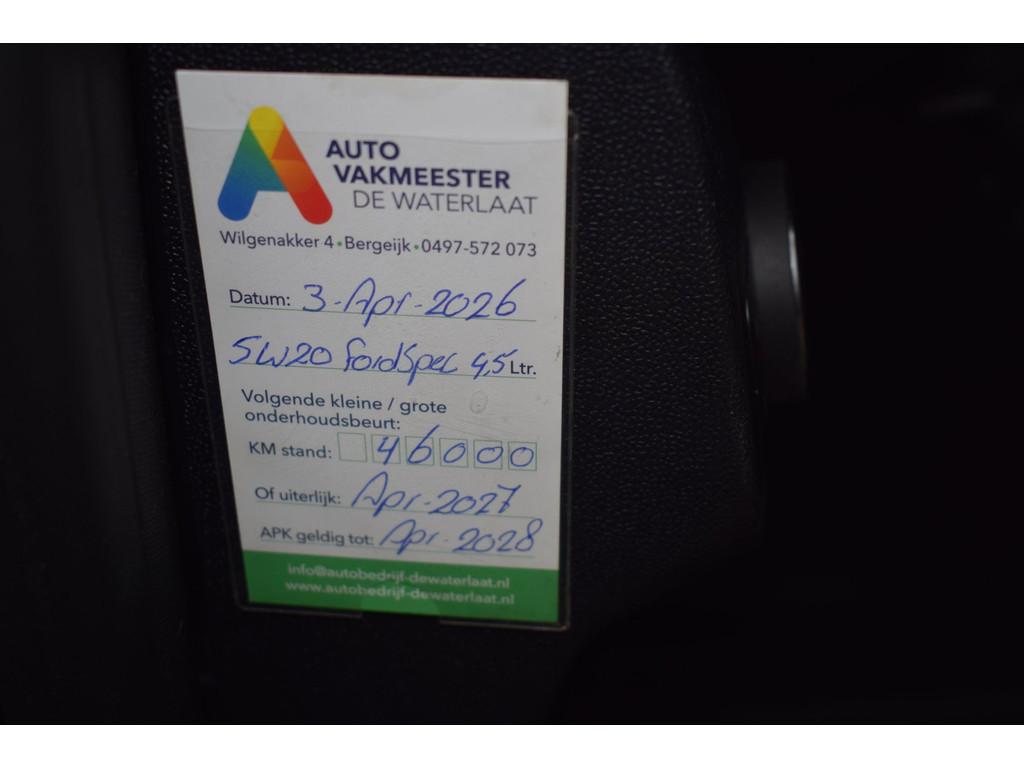 AUTO
VAKMEESTER
DE WATERLAAT
Wilgenakker 4 • Bergeijk • 0497-572 073
Datum: 3-Apr-2026
5W20 fordSpec 4,5 Ltr.
Volgende kleine / grote
onderhoudsbeurt:
KM stand: 46000
Of uiterlijk: Apr-2027
APK geldig tot: Apr-2028
info@autobedrijf-dewaterlaat.nl
www.autobedrijf-dewaterlaat.nl